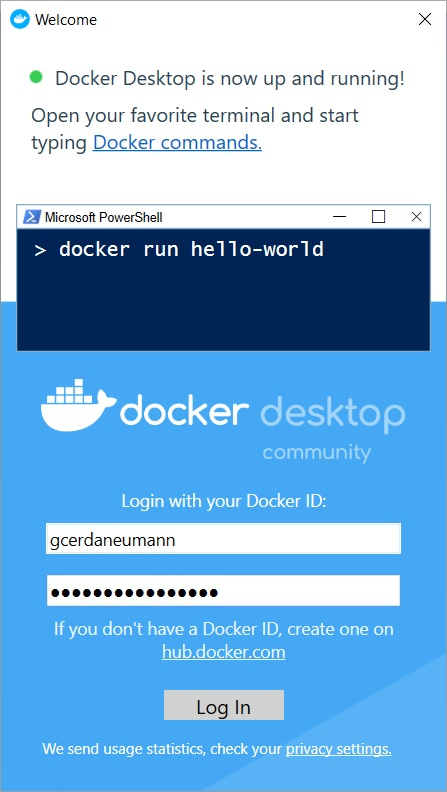 Welcome
Docker Desktop is now up and running!
Open your favorite terminal and start
typing Docker commands.
Microsoft PowerShell
> docker run hello-world
docker desktop
community
Login with your Docker ID:
gcerdaneumann
●●●●●●●●●●●●●●●●
If you don't have a Docker ID, create one on
hub.docker.com
Log In
We send usage statistics, check your privacy settings.